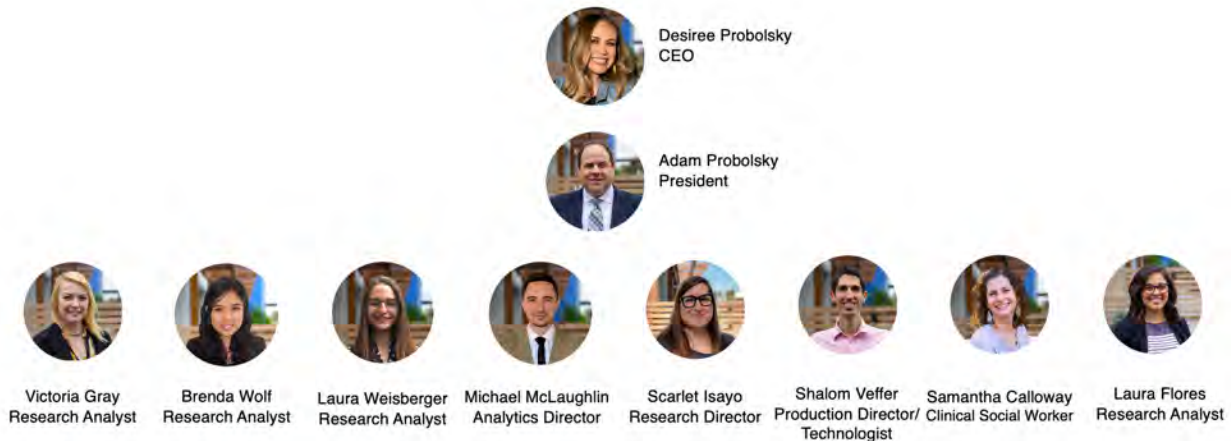 Desiree Probolsky
CEO
Adam Probolsky
President
Victoria Gray
Research Analyst
Brenda Wolf
Research Analyst
Laura Weisberger
Research Analyst
Michael McLaughlin
Analytics Director
Scarlet Isayo
Research Director
Shalom Veffer
Production Director/
Technologist
Samantha Calloway
Clinical Social Worker
Laura Flores
Research Analyst